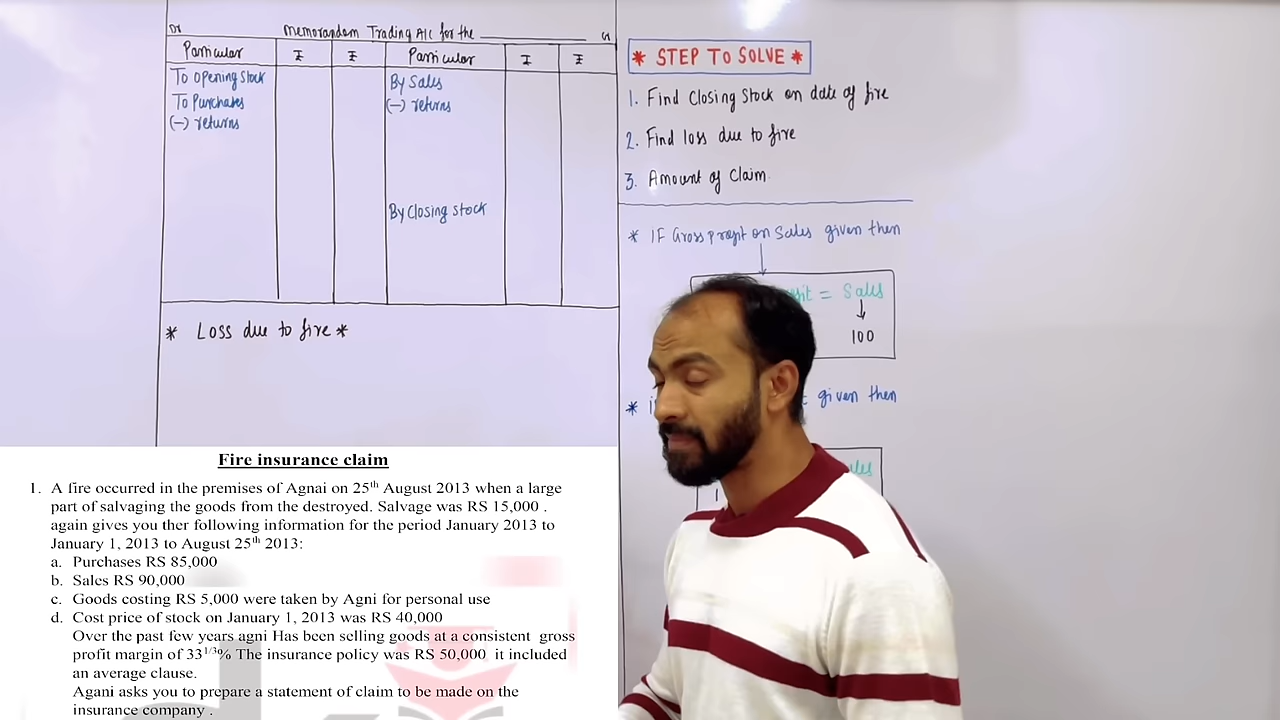 Dr Memorandam Trading A/C for the Cr
Particular ₹ ₹ Particular ₹ ₹
To opening Stock By Sales
To Purchates (-) returns
(-) returns
By Closing stock
* Loss due to fire *
* STEP TO SOLVE *
1. Find Closing Stock on date of fire
2. Find loss due to fire
3. Amount of Claim
* IF Gross profit on Sales given then
= Sales
100
*
given then
Fire insurance claim
1. A fire occurred in the premises of Agnai on 25th August 2013 when a large
part of salvaging the goods from the destroyed. Salvage was RS 15,000 .
again gives you ther following information for the period January 2013 to
January 1, 2013 to August 25th 2013:
a. Purchases RS 85,000
b. Sales RS 90,000
c. Goods costing RS 5,000 were taken by Agni for personal use
d. Cost price of stock on January 1, 2013 was RS 40,000
Over the past few years agni Has been selling goods at a consistent gross
profit margin of 33 1/3% The insurance policy was RS 50,000 it included
an average clause.
Agani asks you to prepare a statement of claim to be made on the
insurance company .